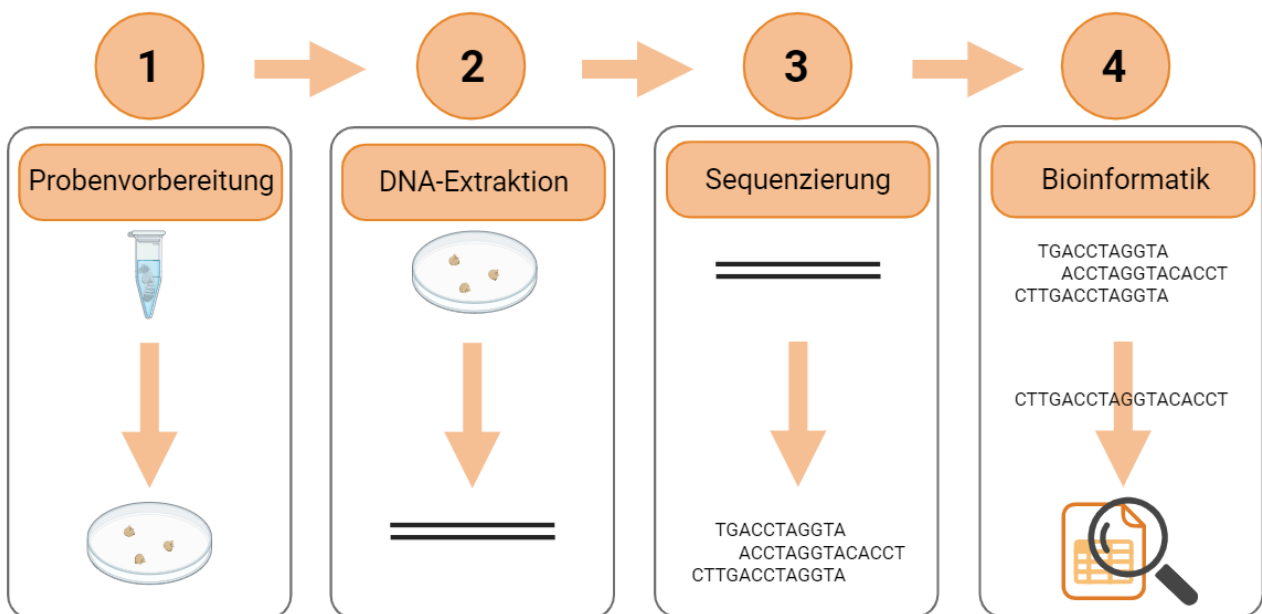 1
2
3
4
Probenvorbereitung
DNA-Extraktion
Sequenzierung
Bioinformatik
TGACCTAGGTA
ACCTAGGTACACCT
CTTGACCTAGGTA
TGACCTAGGTA
ACCTAGGTACACCT
CTTGACCTAGGTA
CTTGACCTAGGTACACCT